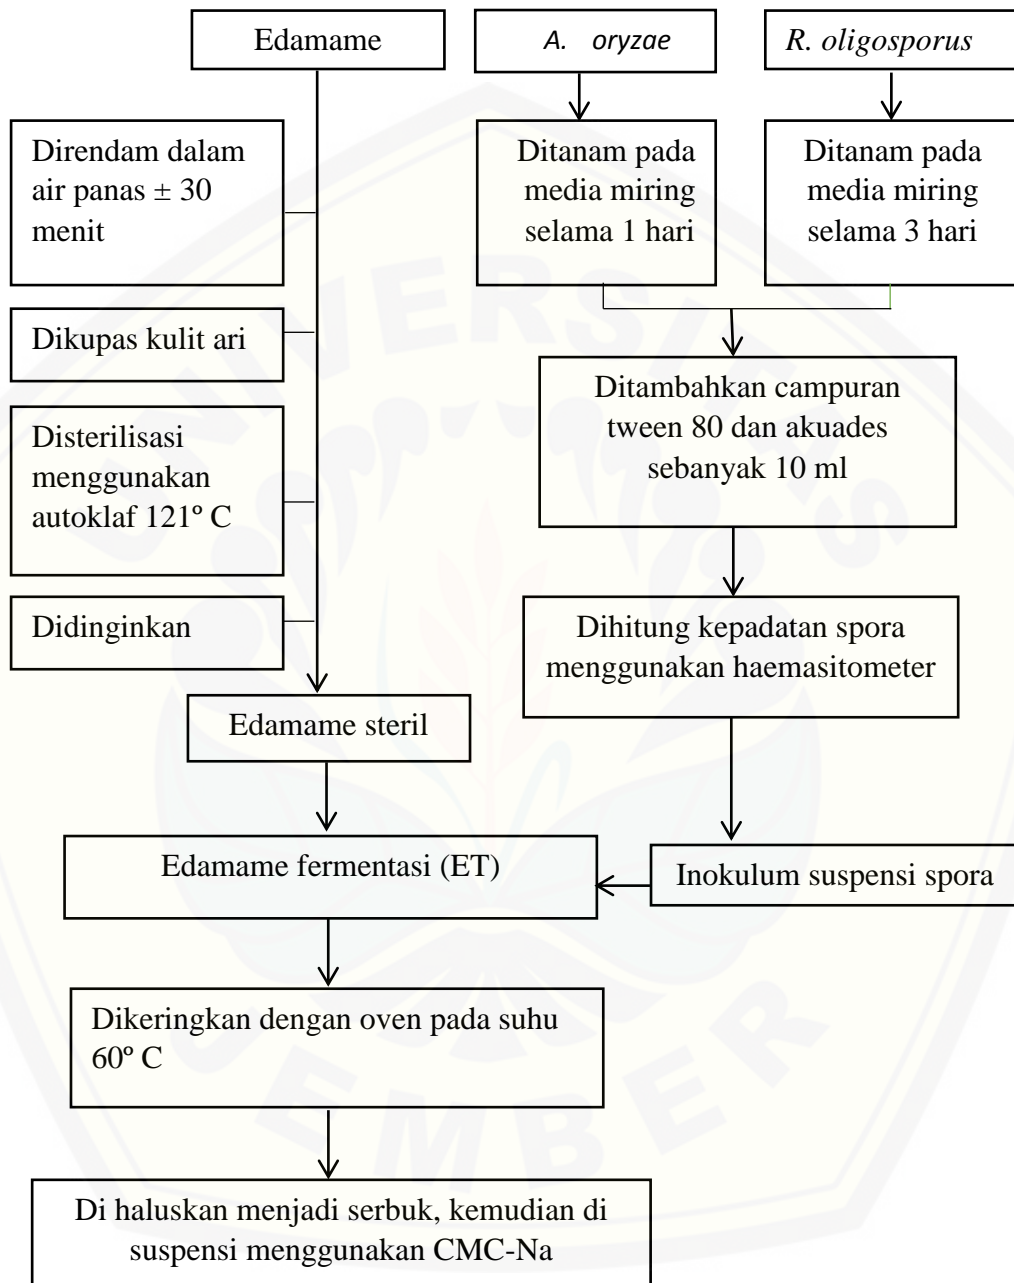 Edamame
A. oryzae
R. oligosporus
Direndam dalam
air panas ± 30
menit
Ditanam pada
media miring
selama 1 hari
Ditanam pada
media miring
selama 3 hari
Dikupas kulit ari
Ditambahkan campuran
tween 80 dan akuades
sebanyak 10 ml
Disterilisasi
menggunakan
autoklaf 121º C
Didinginkan
Dihitung kepadatan spora
menggunakan haemasitometer
Edamame steril
Edamame fermentasi (ET)
Inokulum suspensi spora
Dikeringkan dengan oven pada suhu
60º C
Di haluskan menjadi serbuk, kemudian di
suspensi menggunakan CMC-Na
UNIVERSITAS
JEMBER